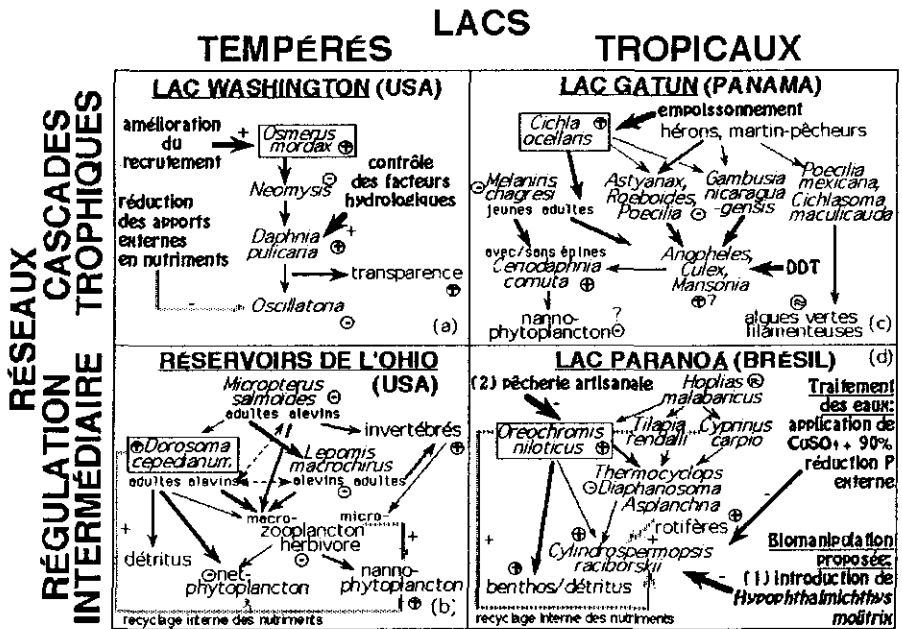 LACS
TEMPÉRÉS
TROPICAUX
RÉSEAUX
CASCADES
TROPHIQUES
RÉGULATION
INTERMÉDIAIRE
LAC WASHINGTON (USA)
amélioration
du
recrutement
+
Osmerus
mordax +
Neomysis -
contrôle
des facteurs
hydrologiques
réduction
des apports
externes
en nutriments
+
Daphnia
pulicaria +
transparence
+
Oscillatoria
-
(a)
LAC GATUN (PANAMA)
empoissonnement
Cichla
ocellaris +
hérons, martin-pêcheurs
- Melaniris
chagresi
jeunes adultes
Astyanax,
Roeboides,
Poecilia -
Gambusia
nicaragua
-gensis
Poecilia
mexicana,
Cichlasoma
maculicauda
avec/sans épines
Ceriodaphnia
cornuta +
Anopheles,
Culex,
Mansonia
+ ?
DDT
nanno-
phytoplancton -
?
algues vertes
filamenteuses
(c)
RÉSERVOIRS DE L'OHIO
(USA)
Micropterus
salmoides -
adultes alevins
invertébrés
+
+ Dorosoma
cepedianum
adultes alevins
Lepomis
macrochirus
alevins adultes
-
macro-
micro-
zooplancton
herbivore
-
+
détritus
- net-
phytoplancton
?
+
nanno-
phytoplancton
+
(b)
recyclage interne des nutriments
LAC PARANOÁ (BRÉSIL)
(d)
(2) pêcherie artisanale
-
Hoplias
malabaricus
Oreochromis
niloticus +
Tilapia
rendalli
Cyprinus
carpio
Traitement
des eaux:
application de
CuSO4 + 90%
réduction P
externe
Thermocyclops
- Diaphanosoma
Asplanchna
rotifères +
-
+
+ Cylindrospermopsis
raciborskii
+
+
benthos/détritus
-
Biomanipulation
proposée:
(1) introduction de
Hypophthalmichthys
molitrix
recyclage interne des nutriments